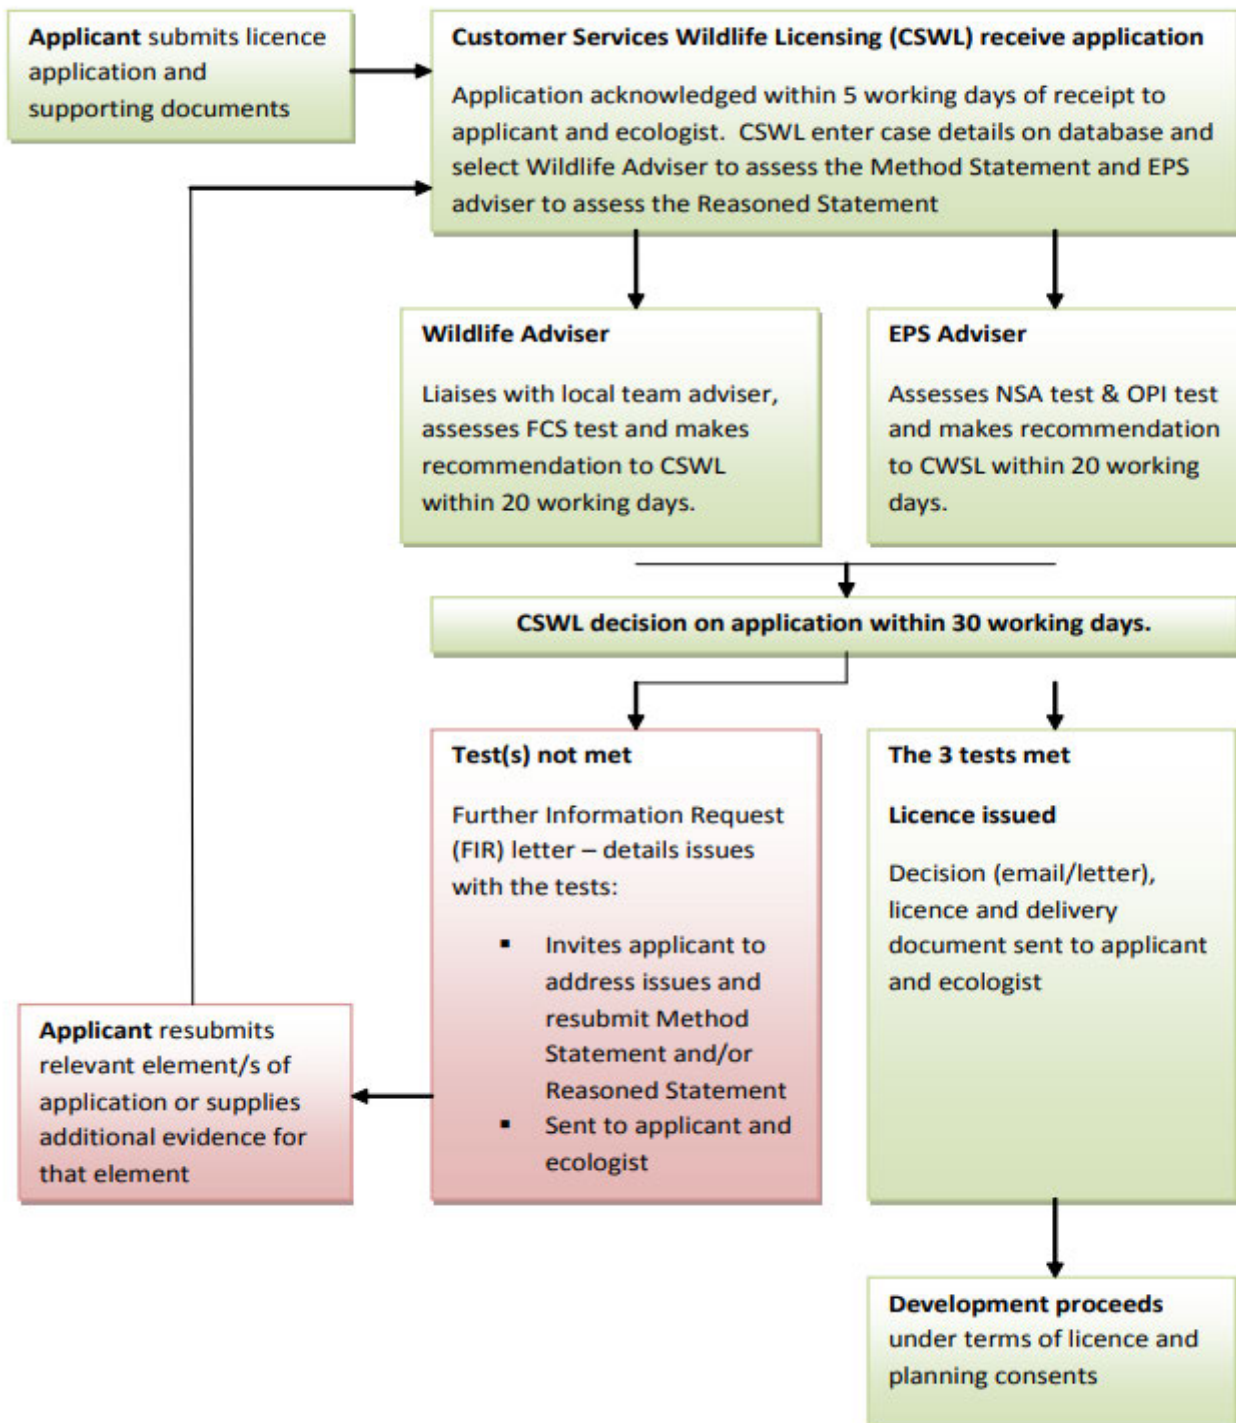 Applicant submits licence
application and
supporting documents
Customer Services Wildlife Licensing (CSWL) receive application
Application acknowledged within 5 working days of receipt to
applicant and ecologist. CSWL enter case details on database and
select Wildlife Adviser to assess the Method Statement and EPS
adviser to assess the Reasoned Statement
Wildlife Adviser
Liaises with local team adviser,
assesses FCS test and makes
recommendation to CSWL
within 20 working days.
EPS Adviser
Assesses NSA test & OPI test
and makes recommendation
to CWSL within 20 working
days.
CSWL decision on application within 30 working days.
Test(s) not met
Further Information Request
(FIR) letter – details issues
with the tests:
▪ Invites applicant to
address issues and
resubmit Method
Statement and/or
Reasoned Statement
▪ Sent to applicant and
ecologist
The 3 tests met
Licence issued
Decision (email/letter),
licence and delivery
document sent to applicant
and ecologist
Applicant resubmits
relevant element/s of
application or supplies
additional evidence for
that element
Development proceeds
under terms of licence and
planning consents